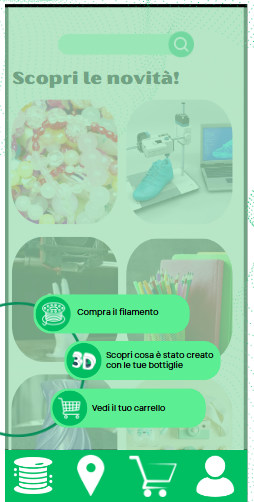 Scopri le novità!
Compra il filamento
3D
Scopri cosa è stato creato
con le tue bottiglie
Vedi il tuo carrello